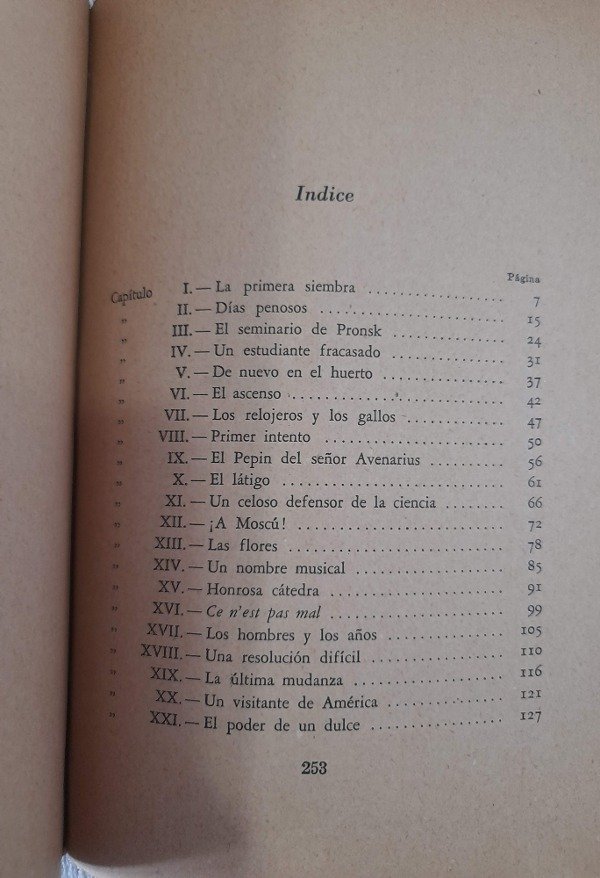 Indice
Página
Capítulo I.—La primera siembra .................. 7
" II.—Días penosos .................. 15
" III.—El seminario de Pronsk .................. 24
" IV.—Un estudiante fracasado .................. 31
" V.—De nuevo en el huerto .................. 37
" VI.—El ascenso .................. 42
" VII.—Los relojeros y los gallos .................. 47
" VIII.—Primer intento .................. 50
" IX.—El Pepin del señor Avenarius .................. 56
" X.—El látigo .................. 61
" XI.—Un celoso defensor de la ciencia .................. 66
" XII.—¡A Moscú! .................. 72
" XIII.—Las flores .................. 78
" XIV.—Un nombre musical .................. 85
" XV.—Honrosa cátedra .................. 91
" XVI.—Ce n'est pas mal .................. 99
" XVII.—Los hombres y los años .................. 105
" XVIII.—Una resolución difícil .................. 110
" XIX.—La última mudanza .................. 116
" XX.—Un visitante de América .................. 121
" XXI.—El poder de un dulce .................. 127
253